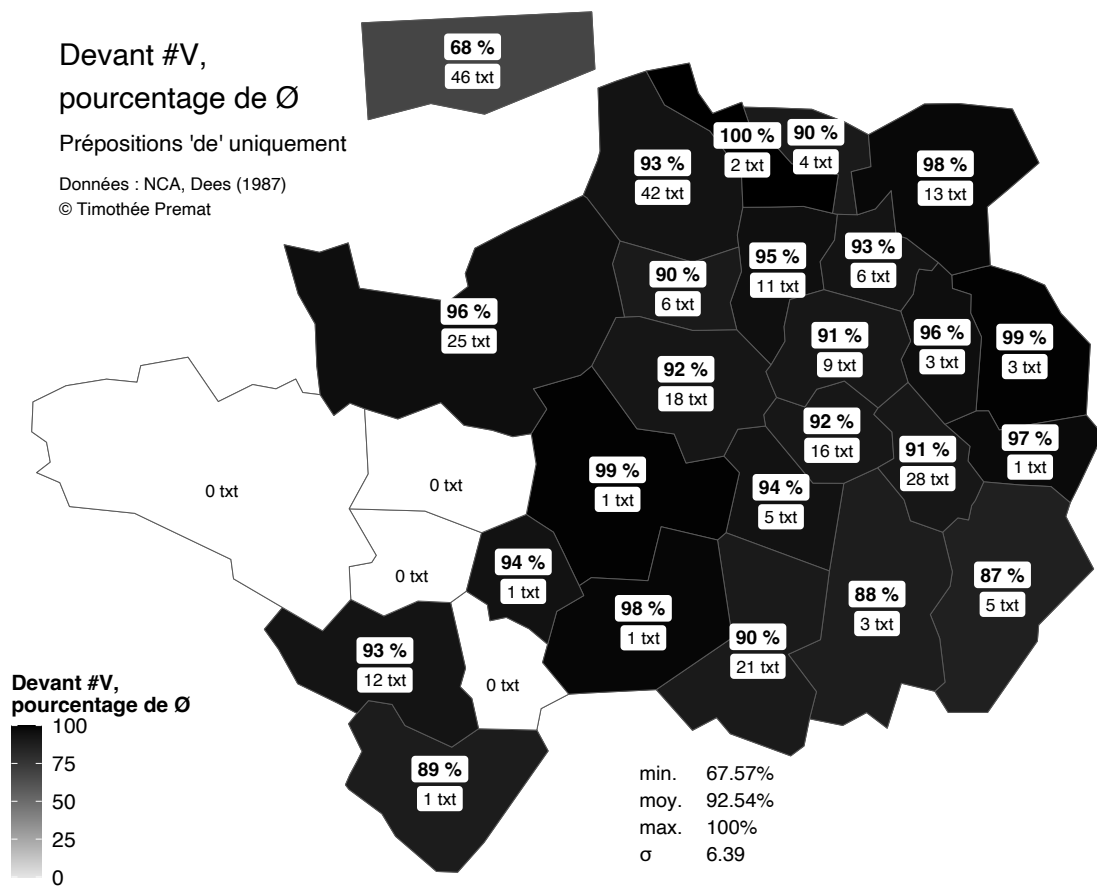 Devant #V,
pourcentage de Ø
Prépositions 'de' uniquement
Données : NCA, Dees (1987)
© Timothée Premat
68 %
46 txt
100 %
2 txt
90 %
4 txt
93 %
42 txt
98 %
13 txt
95 %
11 txt
93 %
6 txt
90 %
6 txt
96 %
25 txt
91 %
9 txt
96 %
3 txt
99 %
3 txt
92 %
18 txt
92 %
16 txt
91 %
28 txt
97 %
1 txt
99 %
1 txt
94 %
5 txt
0 txt
0 txt
0 txt
94 %
1 txt
87 %
5 txt
88 %
3 txt
98 %
1 txt
90 %
21 txt
93 %
12 txt
0 txt
89 %
1 txt
Devant #V,
pourcentage de Ø
100
75
50
25
0
min. 67.57%
moy. 92.54%
max. 100%
σ 6.39